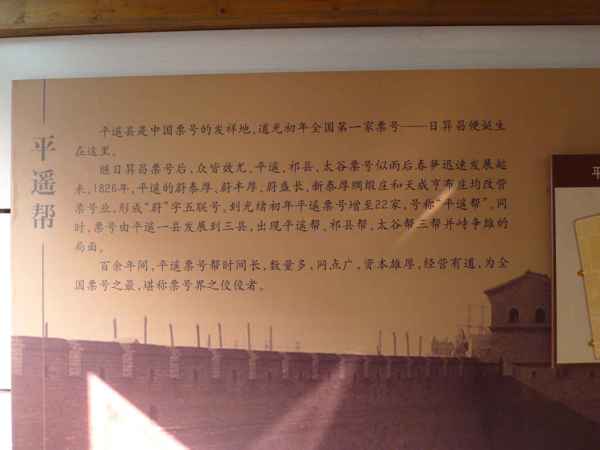 平遥帮
平遥县是中国票号的发祥地,道光初年全国第一家票号——日昇昌便诞生
在这里。
继日昇昌票号后,众皆效尤,平遥、祁县、太谷票号似雨后春笋迅速发展起
来,1826年,平遥的蔚泰厚、蔚丰厚、蔚盛长、新泰厚绸缎庄和天成亨布庄均改营
票号业,形成“蔚”字五联号,到光绪初年平遥票号增至22家,号称“平遥帮”。同
时,票号由平遥一县发展到三县,出现平遥帮、祁县帮、太谷帮三帮并峙争雄的
局面。
百余年间,平遥票号帮时间长,数量多,网点广,资本雄厚,经营有道,为全
国票号之最,堪称票号界之佼佼者。
平